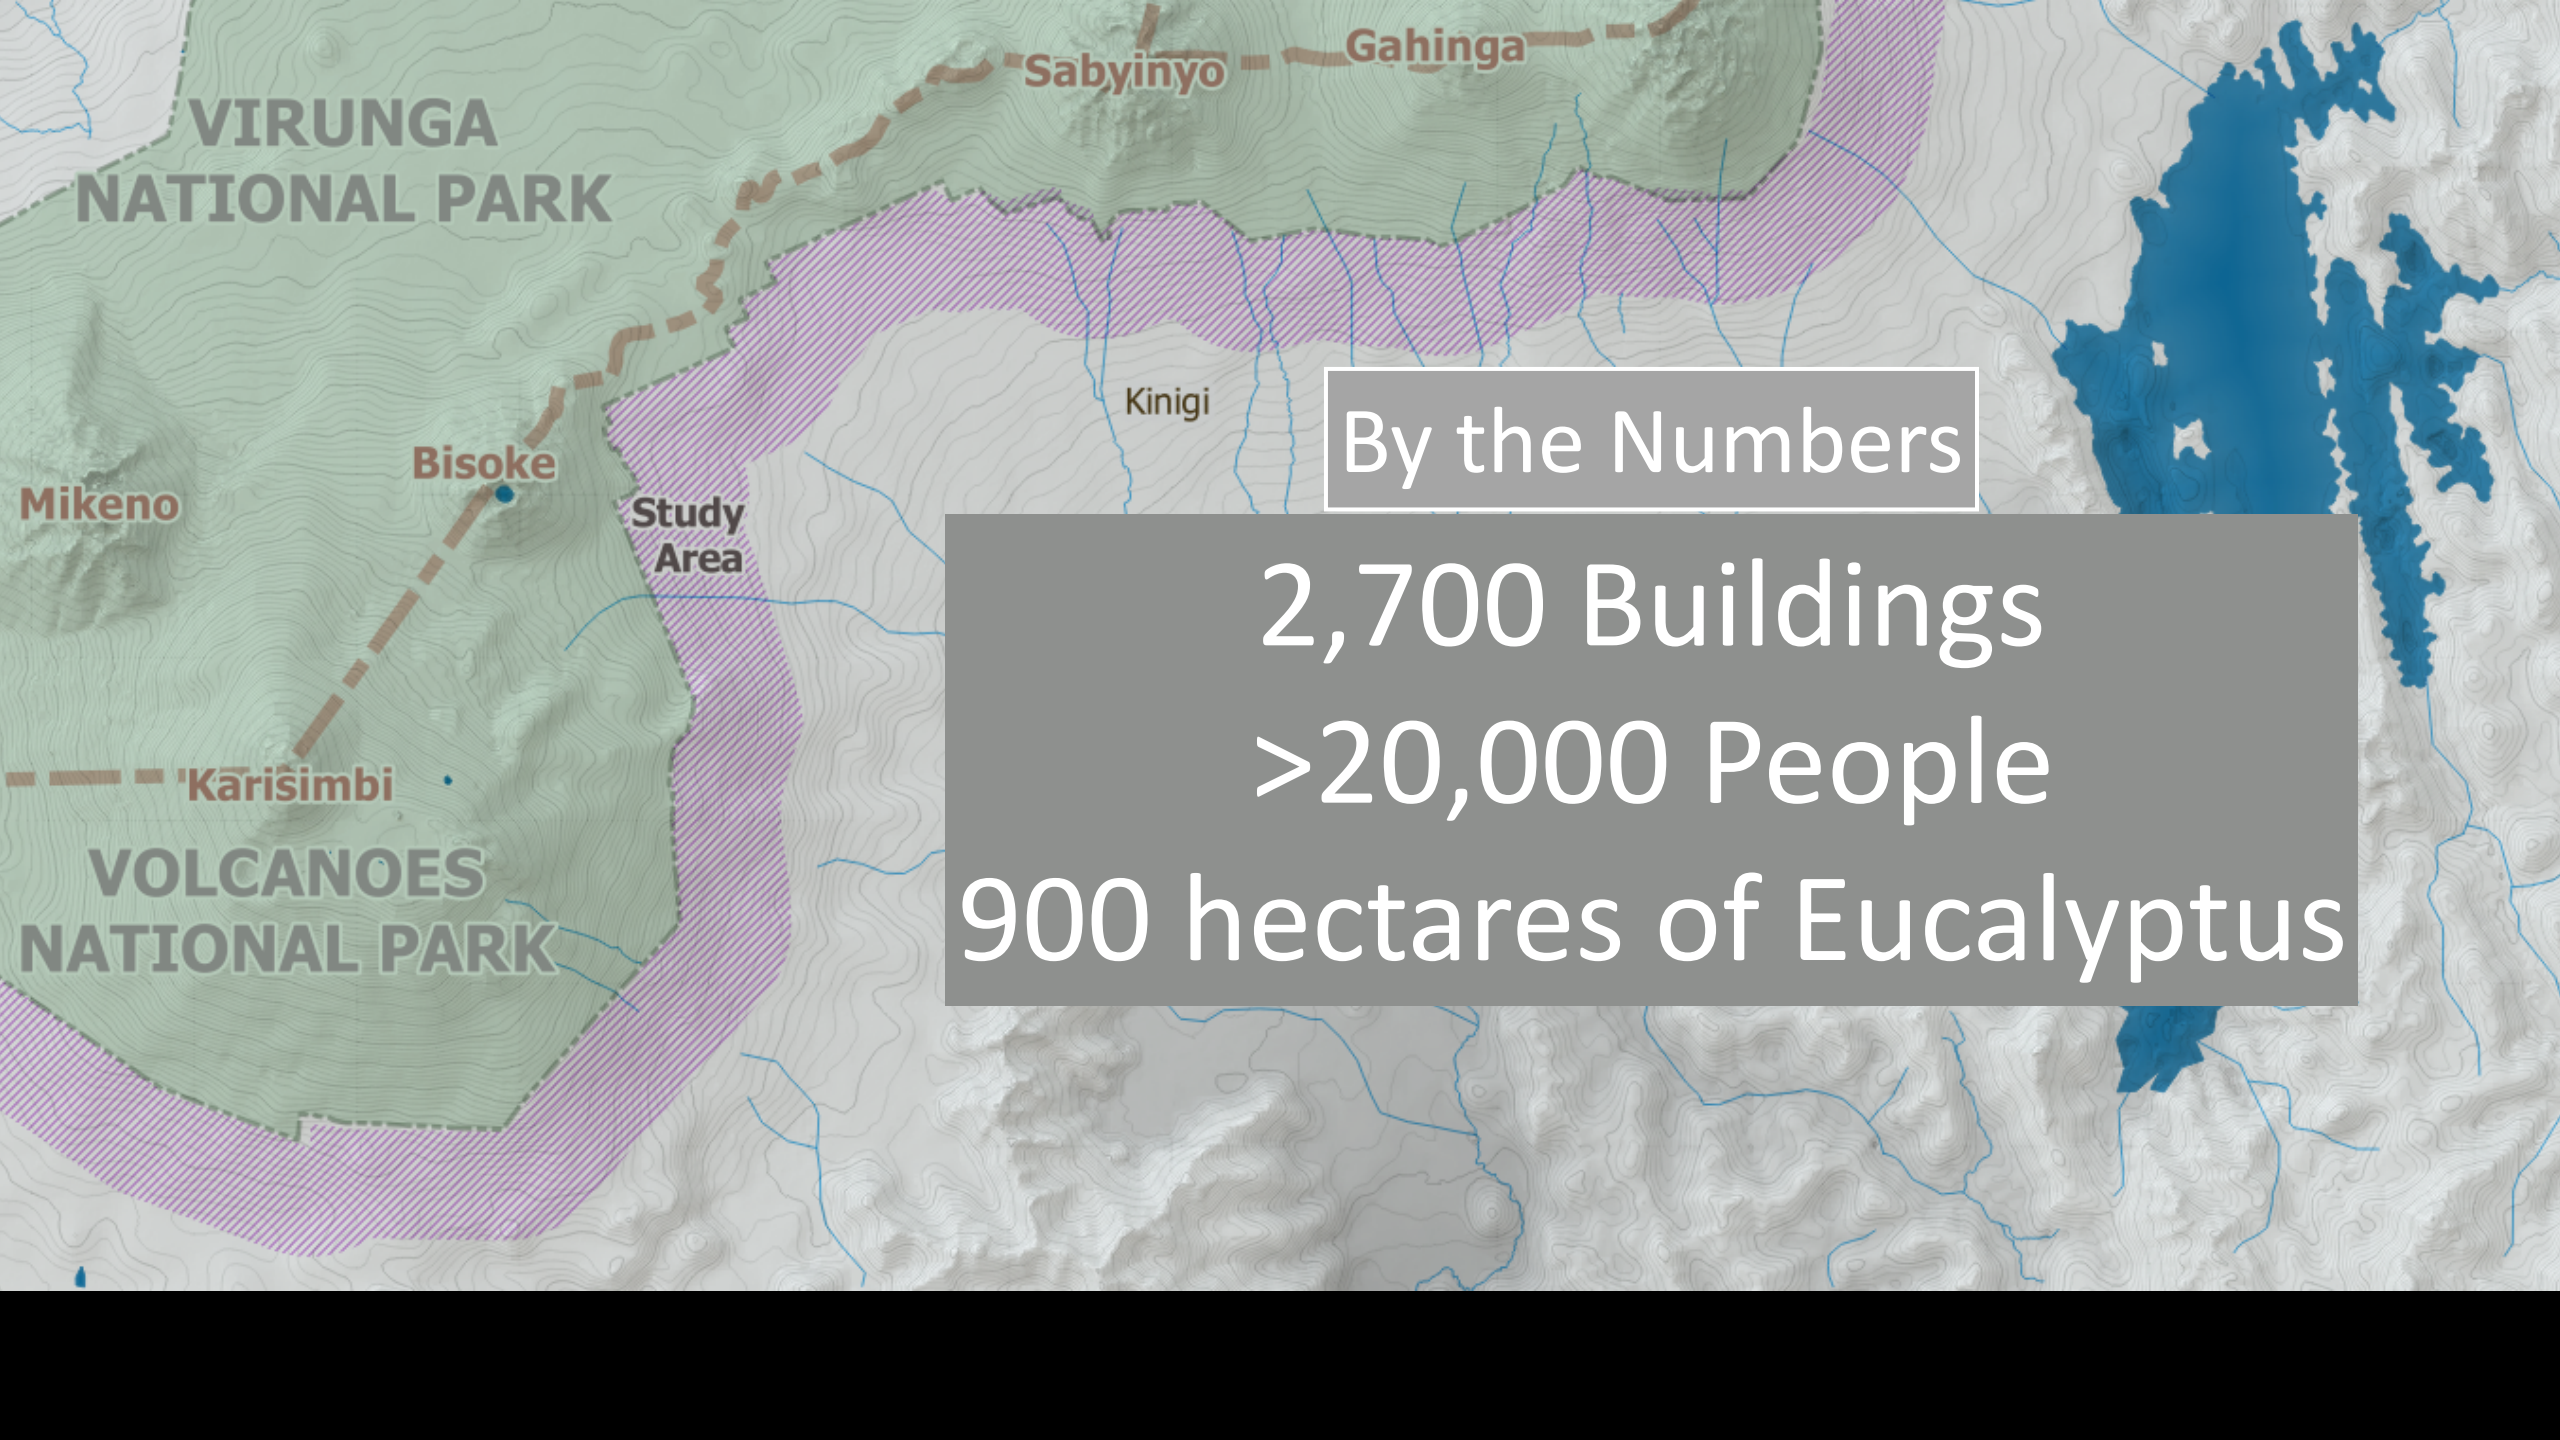 Sabyinyo
Gahinga
VIRUNGA
NATIONAL PARK
Kinigi
Bisoke
Mikeno
Study
Area
Karisimbi
VOLCANOES
NATIONAL PARK
By the Numbers
2,700 Buildings
>20,000 People
900 hectares of Eucalyptus